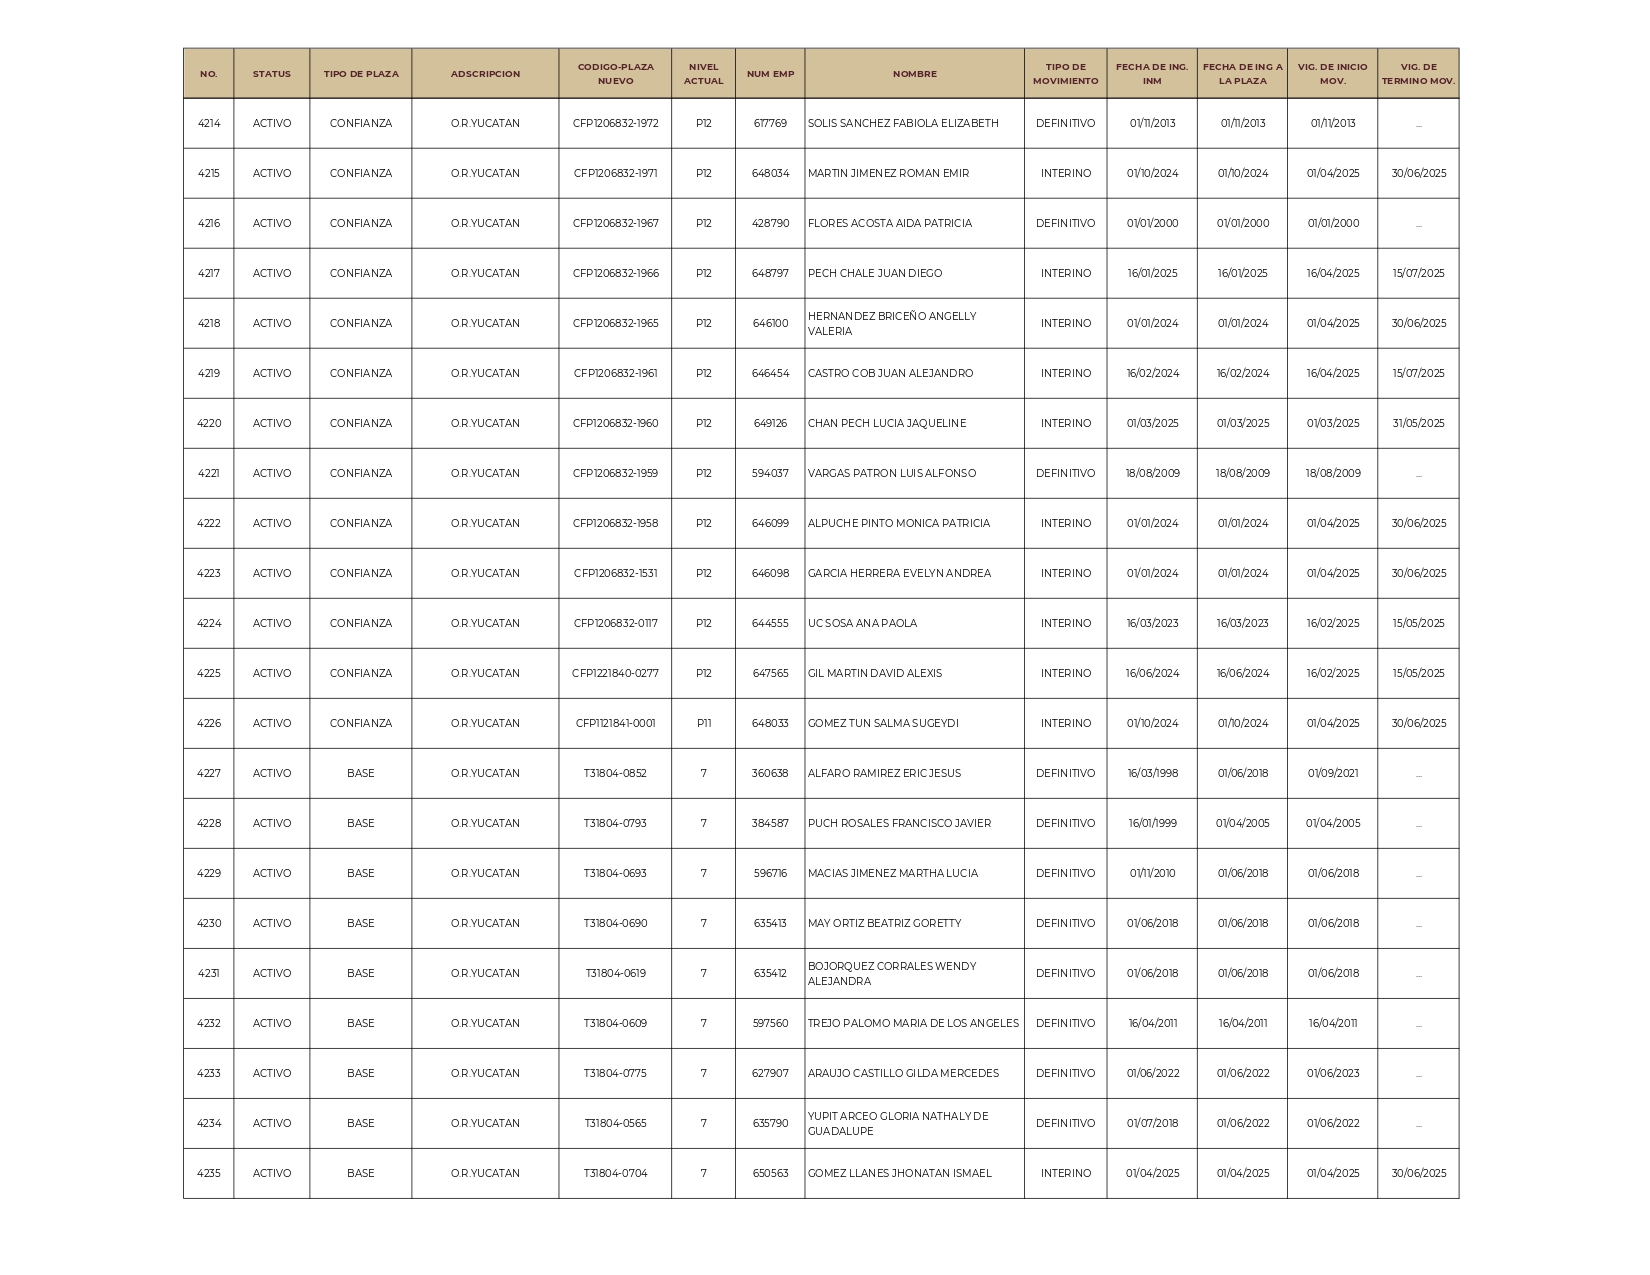 NO. STATUS TIPO DE PLAZA ADSCRIPCION CODIGO-PLAZA NUEVO NIVEL ACTUAL NUM EMP NOMBRE TIPO DE MOVIMIENTO FECHA DE ING. INM FECHA DE ING A LA PLAZA VIG. DE INICIO MOV. VIG. DE TERMINO MOV.
4214 ACTIVO CONFIANZA O.R.YUCATAN CFP1206832-1972 P12 617769 SOLIS SANCHEZ FABIOLA ELIZABETH DEFINITIVO 01/11/2013 01/11/2013 01/11/2013 ...
4215 ACTIVO CONFIANZA O.R.YUCATAN CFP1206832-1971 P12 648034 MARTIN JIMENEZ ROMAN EMIR INTERINO 01/10/2024 01/10/2024 01/04/2025 30/06/2025
4216 ACTIVO CONFIANZA O.R.YUCATAN CFP1206832-1967 P12 428790 FLORES ACOSTA AIDA PATRICIA DEFINITIVO 01/01/2000 01/01/2000 01/01/2000 ...
4217 ACTIVO CONFIANZA O.R.YUCATAN CFP1206832-1966 P12 648797 PECH CHALE JUAN DIEGO INTERINO 16/01/2025 16/01/2025 16/04/2025 15/07/2025
4218 ACTIVO CONFIANZA O.R.YUCATAN CFP1206832-1965 P12 646100 HERNANDEZ BRICEÑO ANGELLY VALERIA INTERINO 01/01/2024 01/01/2024 01/04/2025 30/06/2025
4219 ACTIVO CONFIANZA O.R.YUCATAN CFP1206832-1961 P12 646454 CASTRO COB JUAN ALEJANDRO INTERINO 16/02/2024 16/02/2024 16/04/2025 15/07/2025
4220 ACTIVO CONFIANZA O.R.YUCATAN CFP1206832-1960 P12 649126 CHAN PECH LUCIA JAQUELINE INTERINO 01/03/2025 01/03/2025 01/03/2025 31/05/2025
4221 ACTIVO CONFIANZA O.R.YUCATAN CFP1206832-1959 P12 594037 VARGAS PATRON LUIS ALFONSO DEFINITIVO 18/08/2009 18/08/2009 18/08/2009 ...
4222 ACTIVO CONFIANZA O.R.YUCATAN CFP1206832-1958 P12 646099 ALPUCHE PINTO MONICA PATRICIA INTERINO 01/01/2024 01/01/2024 01/04/2025 30/06/2025
4223 ACTIVO CONFIANZA O.R.YUCATAN CFP1206832-1531 P12 646098 GARCIA HERRERA EVELYN ANDREA INTERINO 01/01/2024 01/01/2024 01/04/2025 30/06/2025
4224 ACTIVO CONFIANZA O.R.YUCATAN CFP1206832-0117 P12 644555 UC SOSA ANA PAOLA INTERINO 16/03/2023 16/03/2023 16/02/2025 15/05/2025
4225 ACTIVO CONFIANZA O.R.YUCATAN CFP1221840-0277 P12 647565 GIL MARTIN DAVID ALEXIS INTERINO 16/06/2024 16/06/2024 16/02/2025 15/05/2025
4226 ACTIVO CONFIANZA O.R.YUCATAN CFP1121841-0001 P11 648033 GOMEZ TUN SALMA SUGEYDI INTERINO 01/10/2024 01/10/2024 01/04/2025 30/06/2025
4227 ACTIVO BASE O.R.YUCATAN T31804-0852 7 360638 ALFARO RAMIREZ ERIC JESUS DEFINITIVO 16/03/1998 01/06/2018 01/09/2021 ...
4228 ACTIVO BASE O.R.YUCATAN T31804-0793 7 384587 PUCH ROSALES FRANCISCO JAVIER DEFINITIVO 16/01/1999 01/04/2005 01/04/2005 ...
4229 ACTIVO BASE O.R.YUCATAN T31804-0693 7 596716 MACIAS JIMENEZ MARTHA LUCIA DEFINITIVO 01/11/2010 01/06/2018 01/06/2018 ...
4230 ACTIVO BASE O.R.YUCATAN T31804-0690 7 635413 MAY ORTIZ BEATRIZ GORETTY DEFINITIVO 01/06/2018 01/06/2018 01/06/2018 ...
4231 ACTIVO BASE O.R.YUCATAN T31804-0619 7 635412 BOJORQUEZ CORRALES WENDY ALEJANDRA DEFINITIVO 01/06/2018 01/06/2018 01/06/2018 ...
4232 ACTIVO BASE O.R.YUCATAN T31804-0609 7 597560 TREJO PALOMO MARIA DE LOS ANGELES DEFINITIVO 16/04/2011 16/04/2011 16/04/2011 ...
4233 ACTIVO BASE O.R.YUCATAN T31804-0775 7 627907 ARAUJO CASTILLO GILDA MERCEDES DEFINITIVO 01/06/2022 01/06/2022 01/06/2023 ...
4234 ACTIVO BASE O.R.YUCATAN T31804-0565 7 635790 YUPIT ARCEO GLORIA NATHALY DE GUADALUPE DEFINITIVO 01/07/2018 01/06/2022 01/06/2022 ...
4235 ACTIVO BASE O.R.YUCATAN T31804-0704 7 650563 GOMEZ LLANES JHONATAN ISMAEL INTERINO 01/04/2025 01/04/2025 01/04/2025 30/06/2025